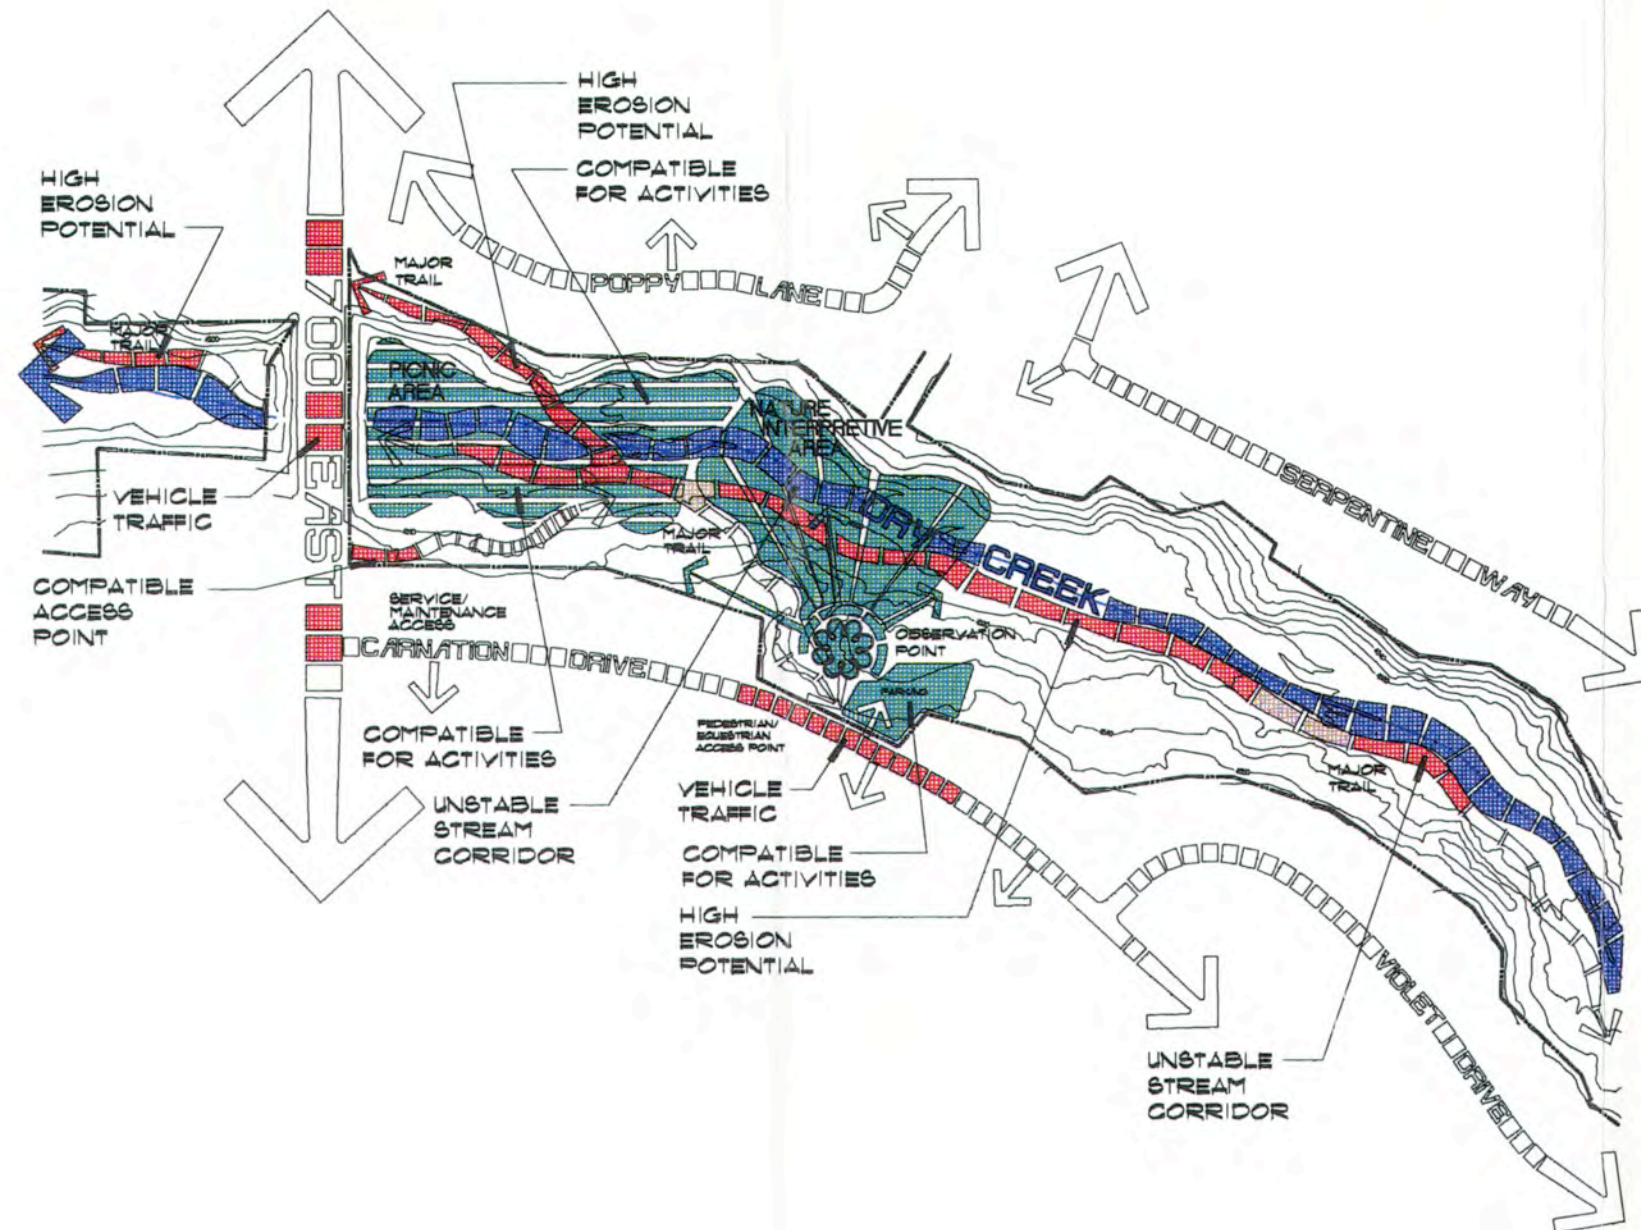 HIGH
EROSION
POTENTIAL
COMPATIBLE
FOR ACTIVITIES
HIGH
EROSION
POTENTIAL
MAJOR
TRAIL
POPPY LANE
MAJOR
TRAIL
700 EAST
PICNIC
AREA
NATURE
INTERPRETIVE
AREA
SERPENTINE WAY
VEHICLE
TRAFFIC
DRY CREEK
MAJOR
TRAIL
COMPATIBLE
ACCESS
POINT
SERVICE/
MAINTENANCE
ACCESS
OBSERVATION
POINT
CARNATION DRIVE
PARKING
COMPATIBLE
FOR ACTIVITIES
PEDESTRIAN/
EQUESTRIAN
ACCESS POINT
MAJOR
TRAIL
UNSTABLE
STREAM
CORRIDOR
VEHICLE
TRAFFIC
COMPATIBLE
FOR ACTIVITIES
HIGH
EROSION
POTENTIAL
VIOLET DRIVE
UNSTABLE
STREAM
CORRIDOR